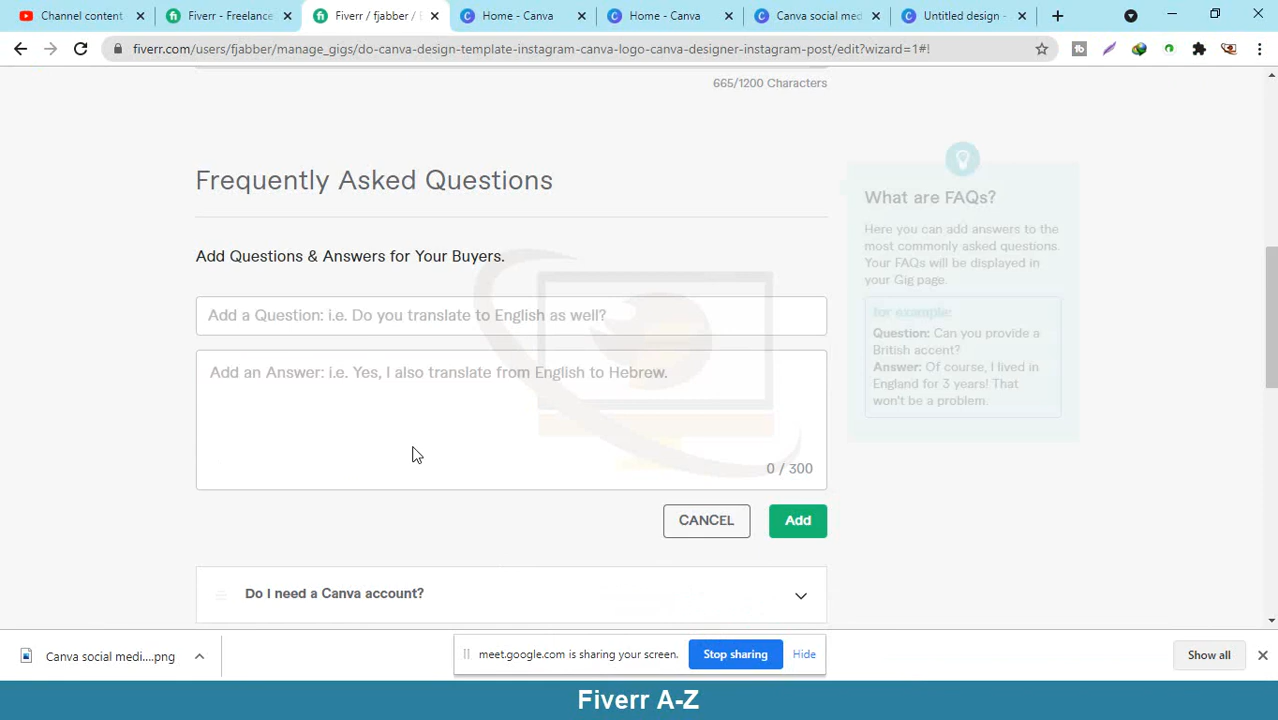 Channel content
Fiverr - Freelance
Fiverr / fjabber /
Home - Canva
Home - Canva
Canva social med
Untitled design -
fiverr.com/users/fjabber/manage_gigs/do-canva-design-template-instagram-canva-logo-canva-designer-instagram-post/edit?wizard=1#!
665/1200 Characters
Frequently Asked Questions
Add Questions & Answers for Your Buyers.
Add a Question: i.e. Do you translate to English as well?
Add an Answer: i.e. Yes, I also translate from English to Hebrew.
0 / 300
CANCEL
Add
Do I need a Canva account?
What are FAQs?
Here you can add answers to the
most commonly asked questions.
Your FAQs will be displayed in
your Gig page.
for example:
Question: Can you provide a
British accent?
Answer: Of course, I lived in
England for 3 years! That
won't be a problem.
Canva social medi....png
meet.google.com is sharing your screen.
Stop sharing
Hide
Show all
Fiverr A-Z